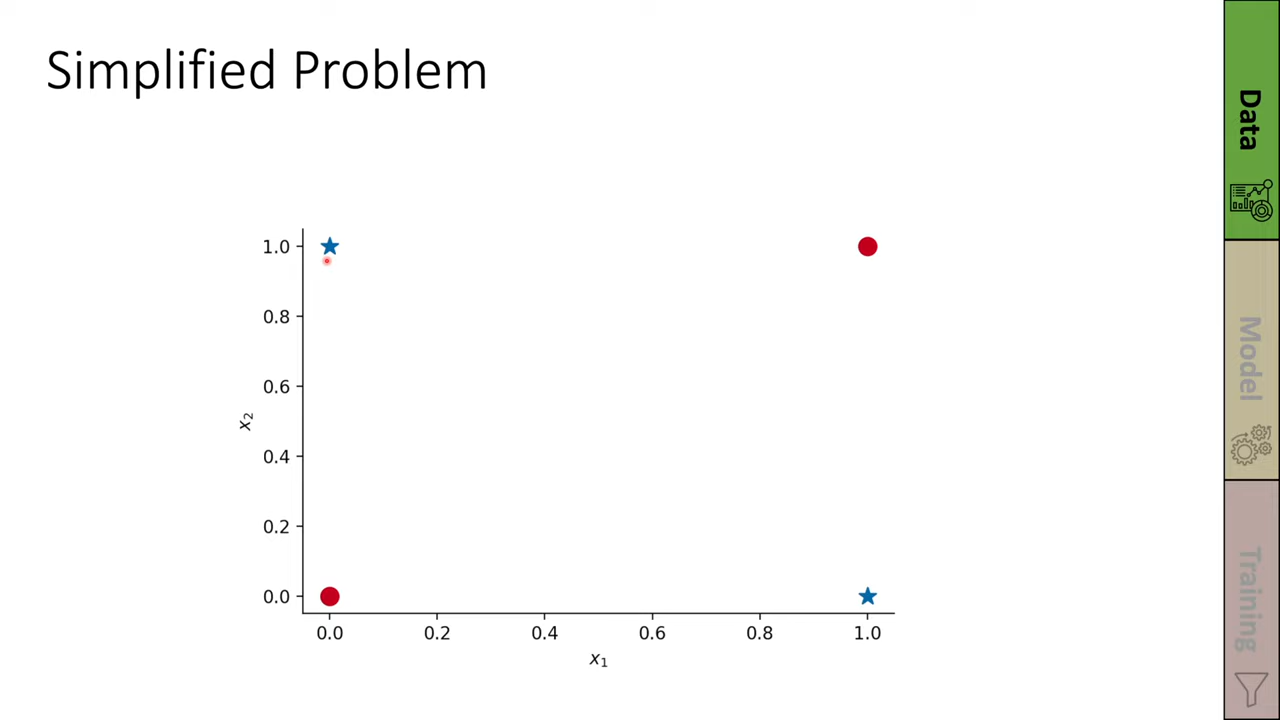 Simplified Problem
1.0
0.8
0.6
0.4
0.2
0.0
x₂
0.0 0.2 0.4 0.6 0.8 1.0
x₁
Data
Model
Training